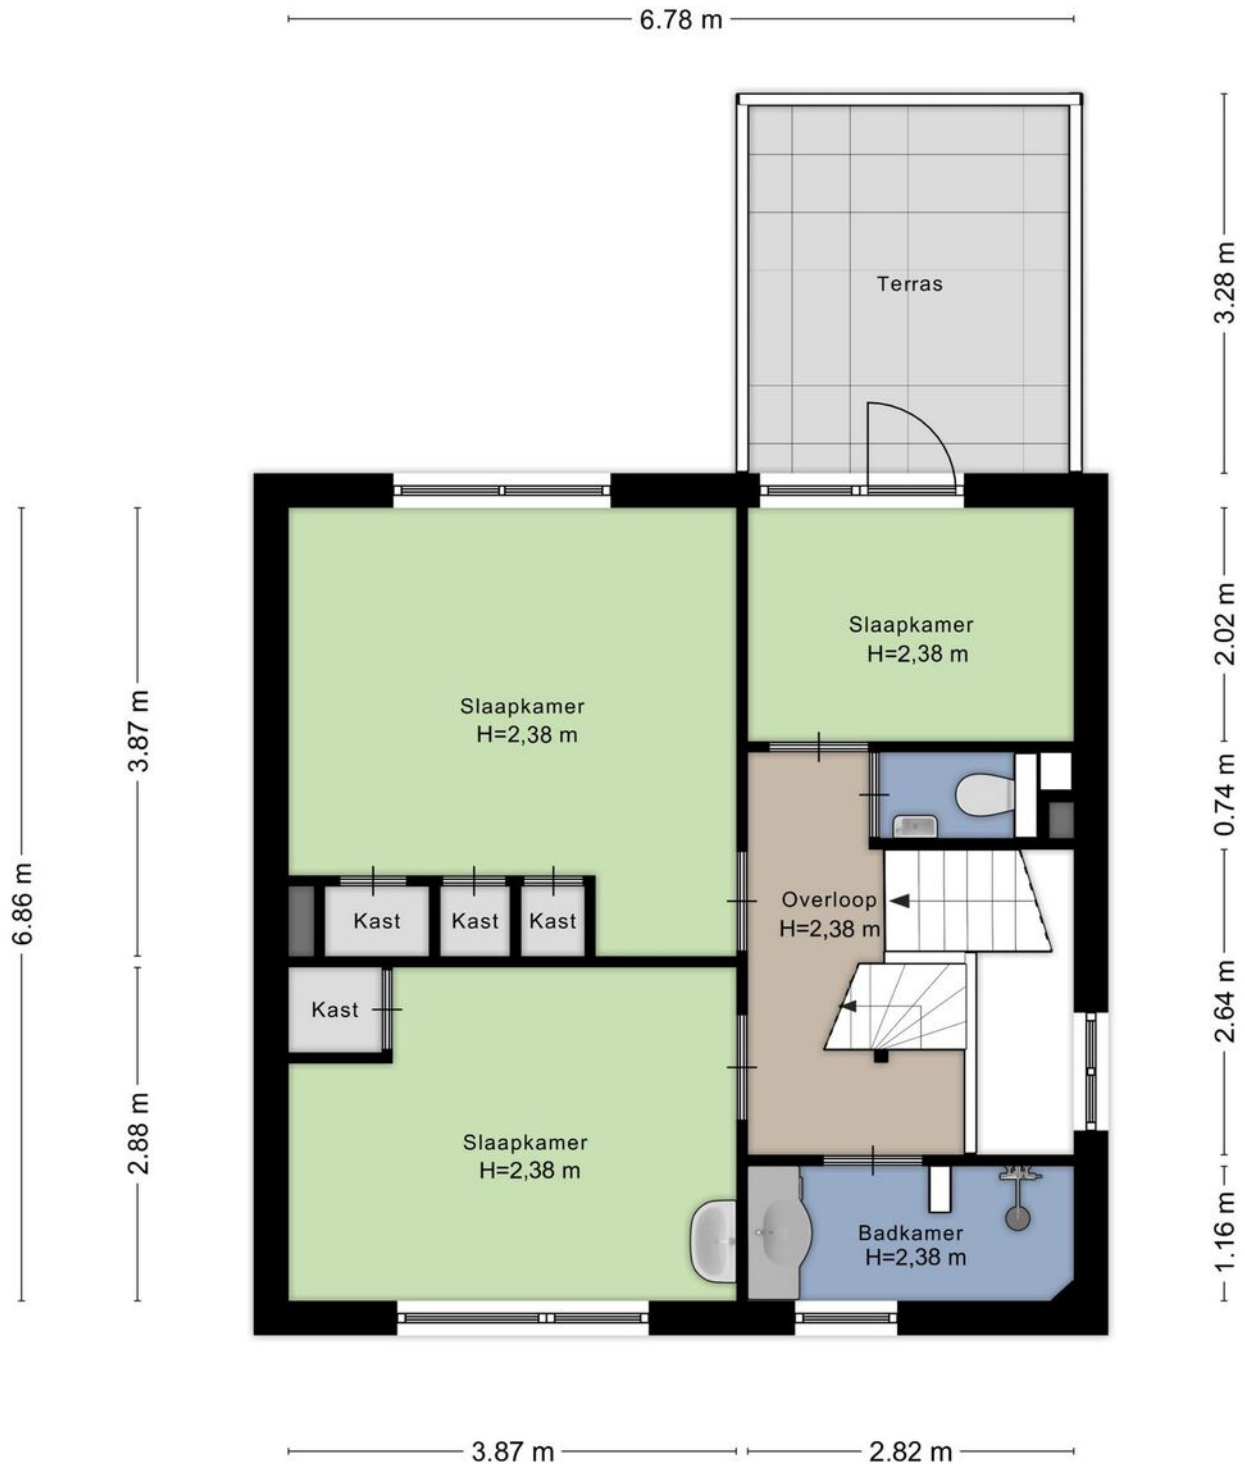 6.78 m
Terras
3.28 m
Slaapkamer
H=2,38 m
2.02 m
Slaapkamer
H=2,38 m
3.87 m
0.74 m
6.86 m
Kast
Kast
Kast
Overloop
H=2,38 m
Kast
2.64 m
Slaapkamer
H=2,38 m
2.88 m
Badkamer
H=2,38 m
1.16 m
3.87 m
2.82 m